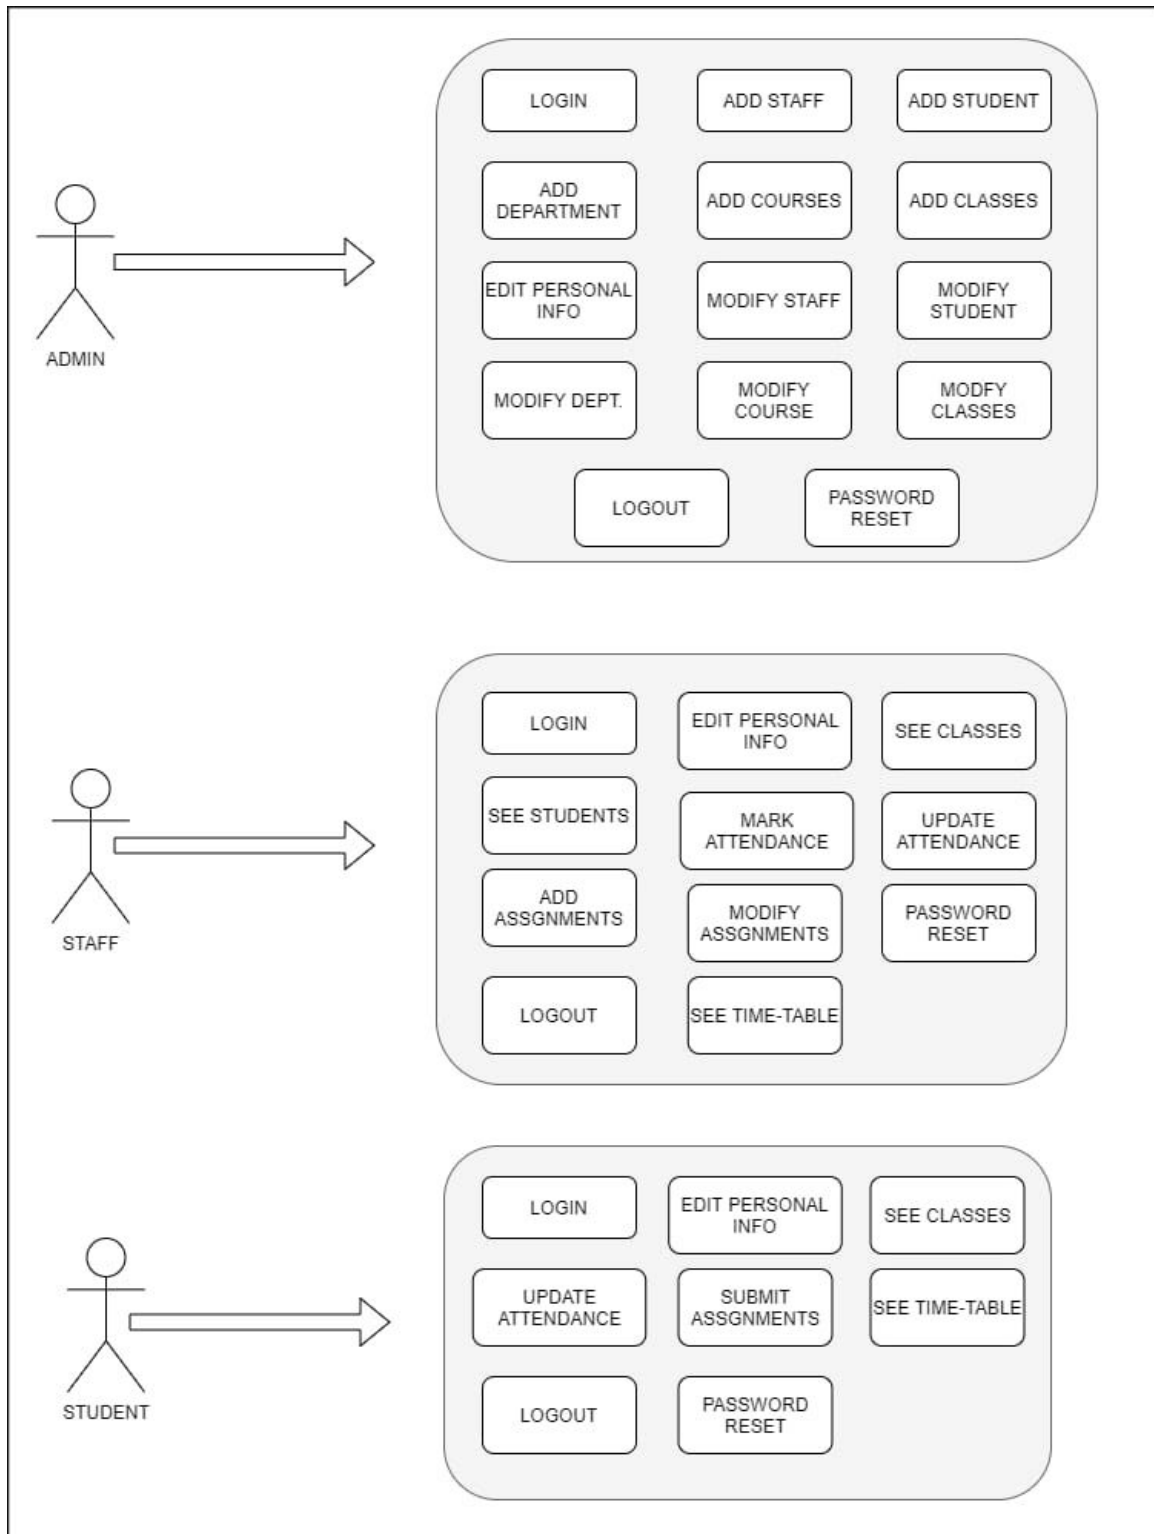 LOGIN
ADD STAFF
ADD STUDENT
ADD
DEPARTMENT
ADD COURSES
ADD CLASSES
EDIT PERSONAL
INFO
MODIFY STAFF
MODIFY
STUDENT
MODIFY DEPT.
MODIFY
COURSE
MODFY
CLASSES
LOGOUT
PASSWORD
RESET
ADMIN
LOGIN
EDIT PERSONAL
INFO
SEE CLASSES
SEE STUDENTS
MARK
ATTENDANCE
UPDATE
ATTENDANCE
ADD
ASSGNMENTS
MODIFY
ASSGNMENTS
PASSWORD
RESET
LOGOUT
SEE TIME-TABLE
STAFF
LOGIN
EDIT PERSONAL
INFO
SEE CLASSES
UPDATE
ATTENDANCE
SUBMIT
ASSGNMENTS
SEE TIME-TABLE
LOGOUT
PASSWORD
RESET
STUDENT